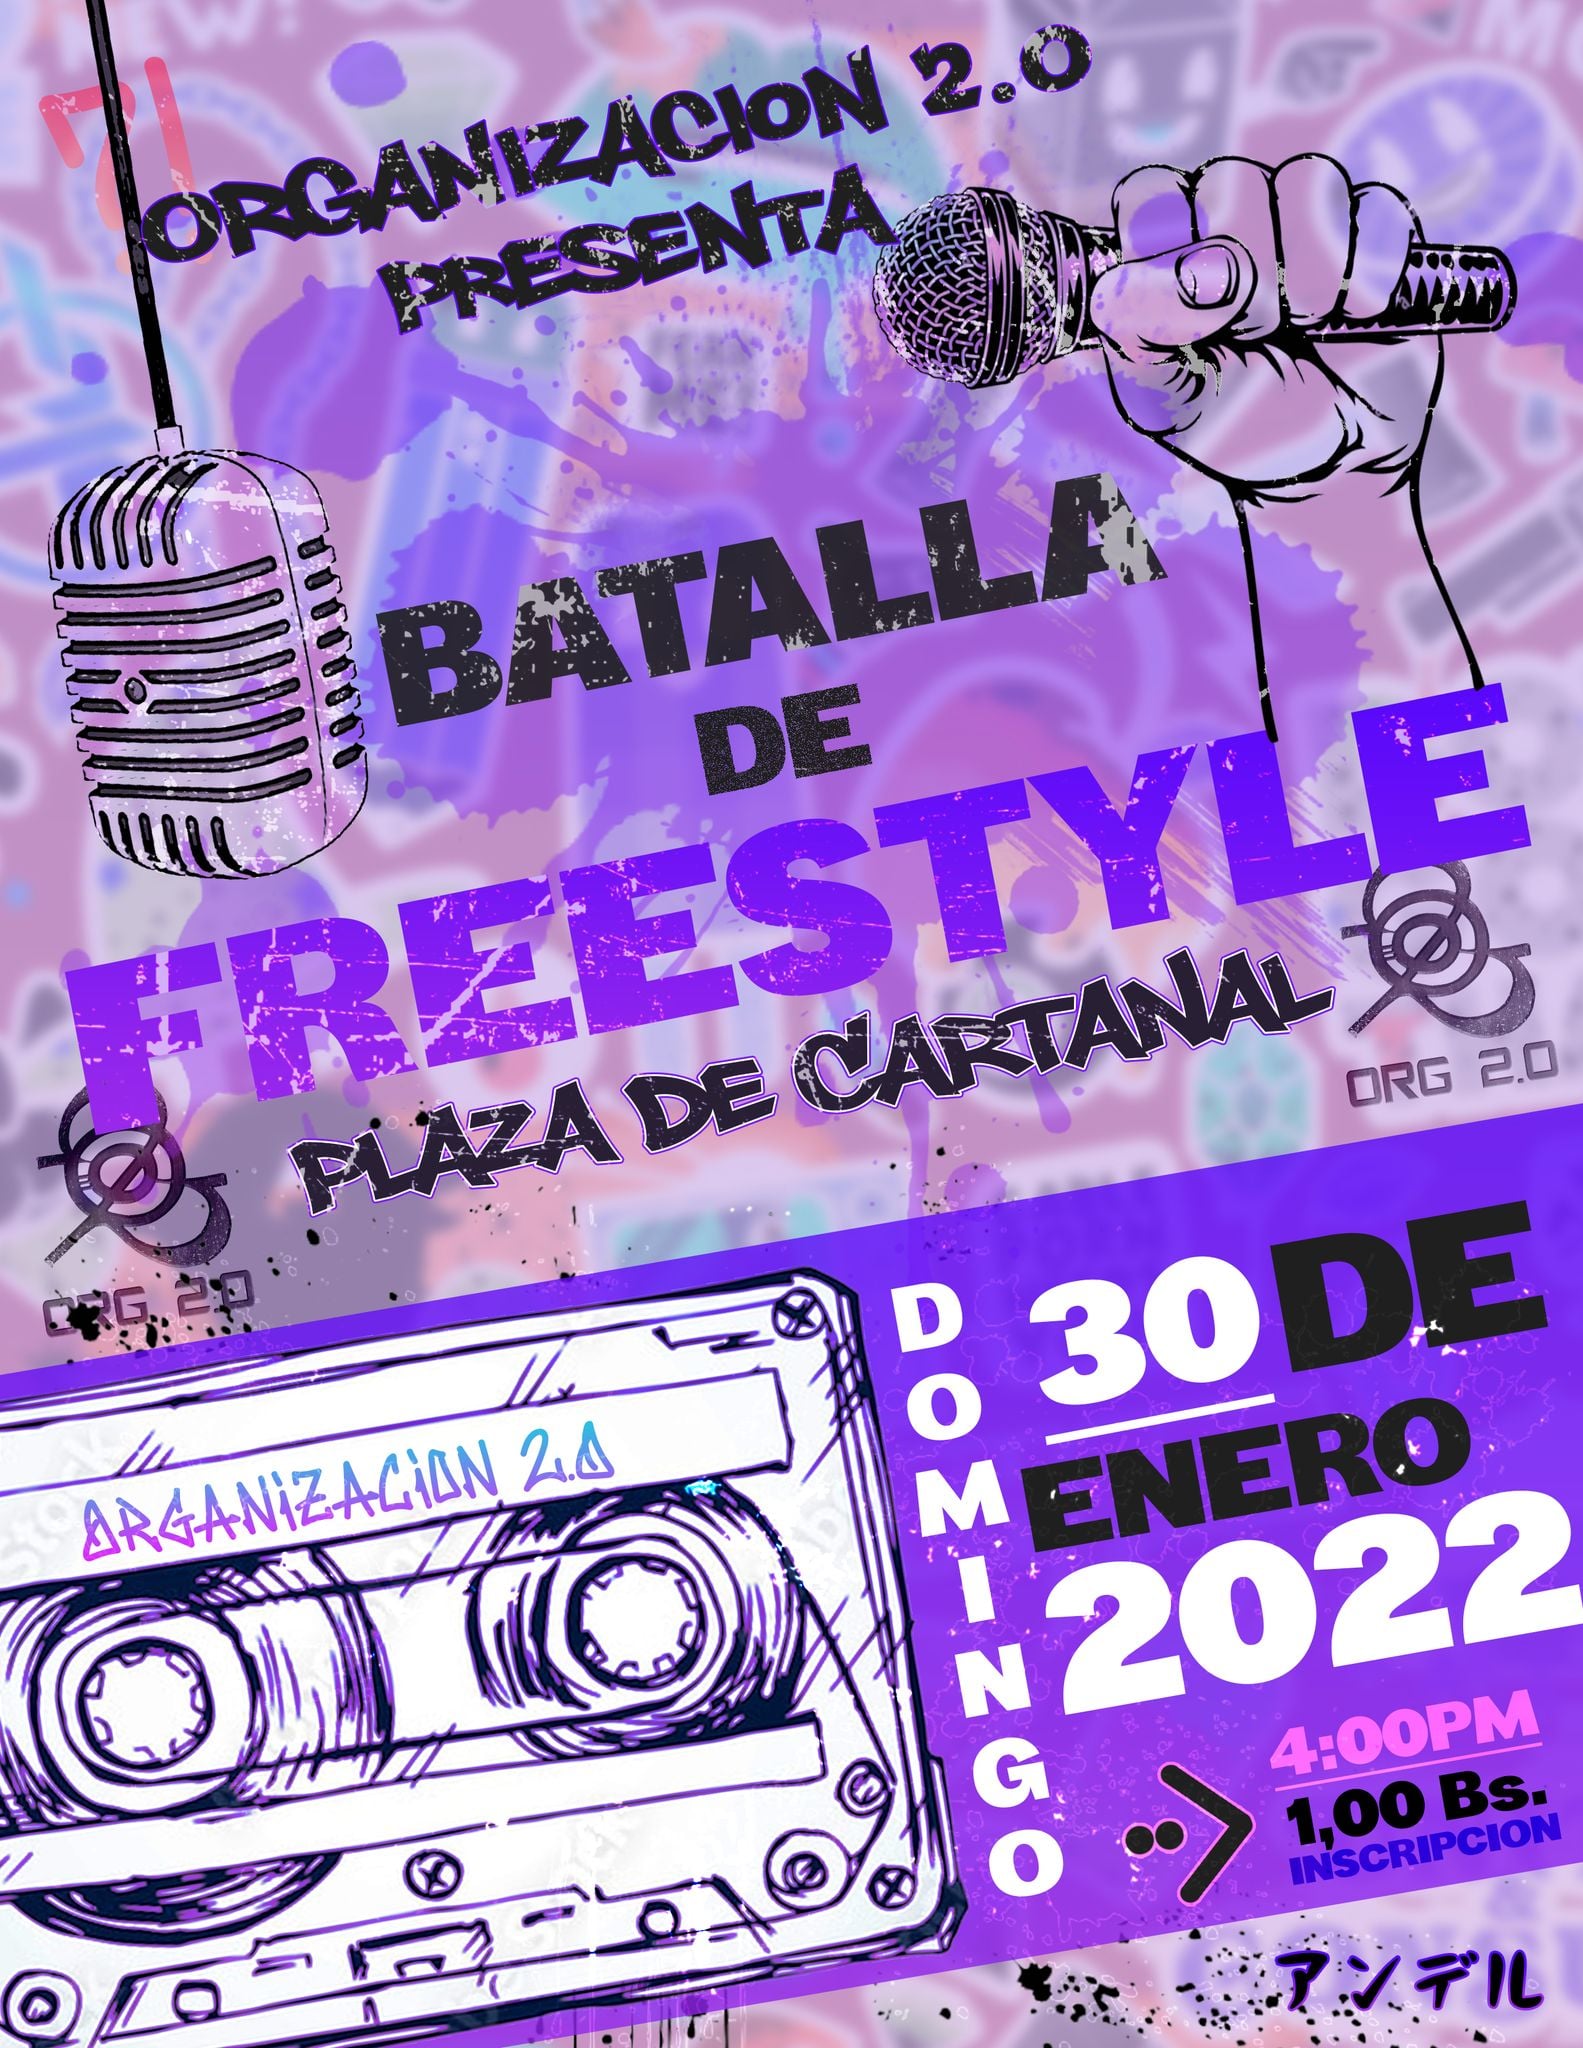 ORGANIZACION 2.0
PRESENTA
BATALLA
DE
FREESTYLE
PLAZA DE CARTANAL
ORG 2.0
ORG 2.0
ORGANiZACiON 2.0
DOMINGO
30 DE
ENERO
2022
4:00PM
1,00 Bs.
INSCRIPCION
アンデル